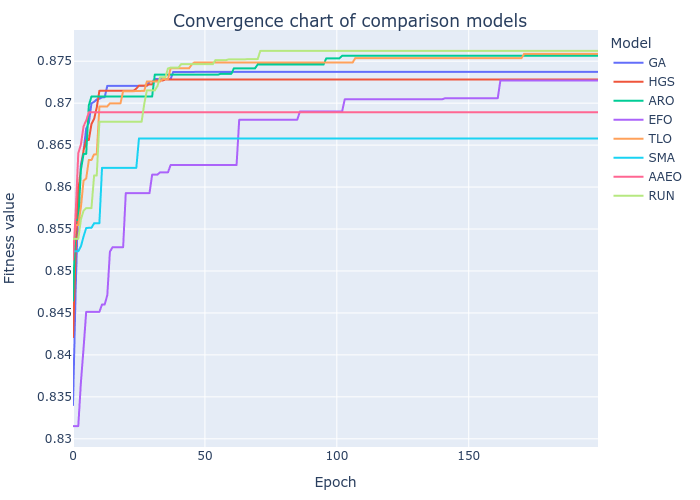 Convergence chart of comparison models
Fitness value
0.875
0.87
0.865
0.86
0.855
0.85
0.845
0.84
0.835
0.83
0
50
100
150
Epoch
Model
GA
HGS
ARO
EFO
TLO
SMA
AAEO
RUN